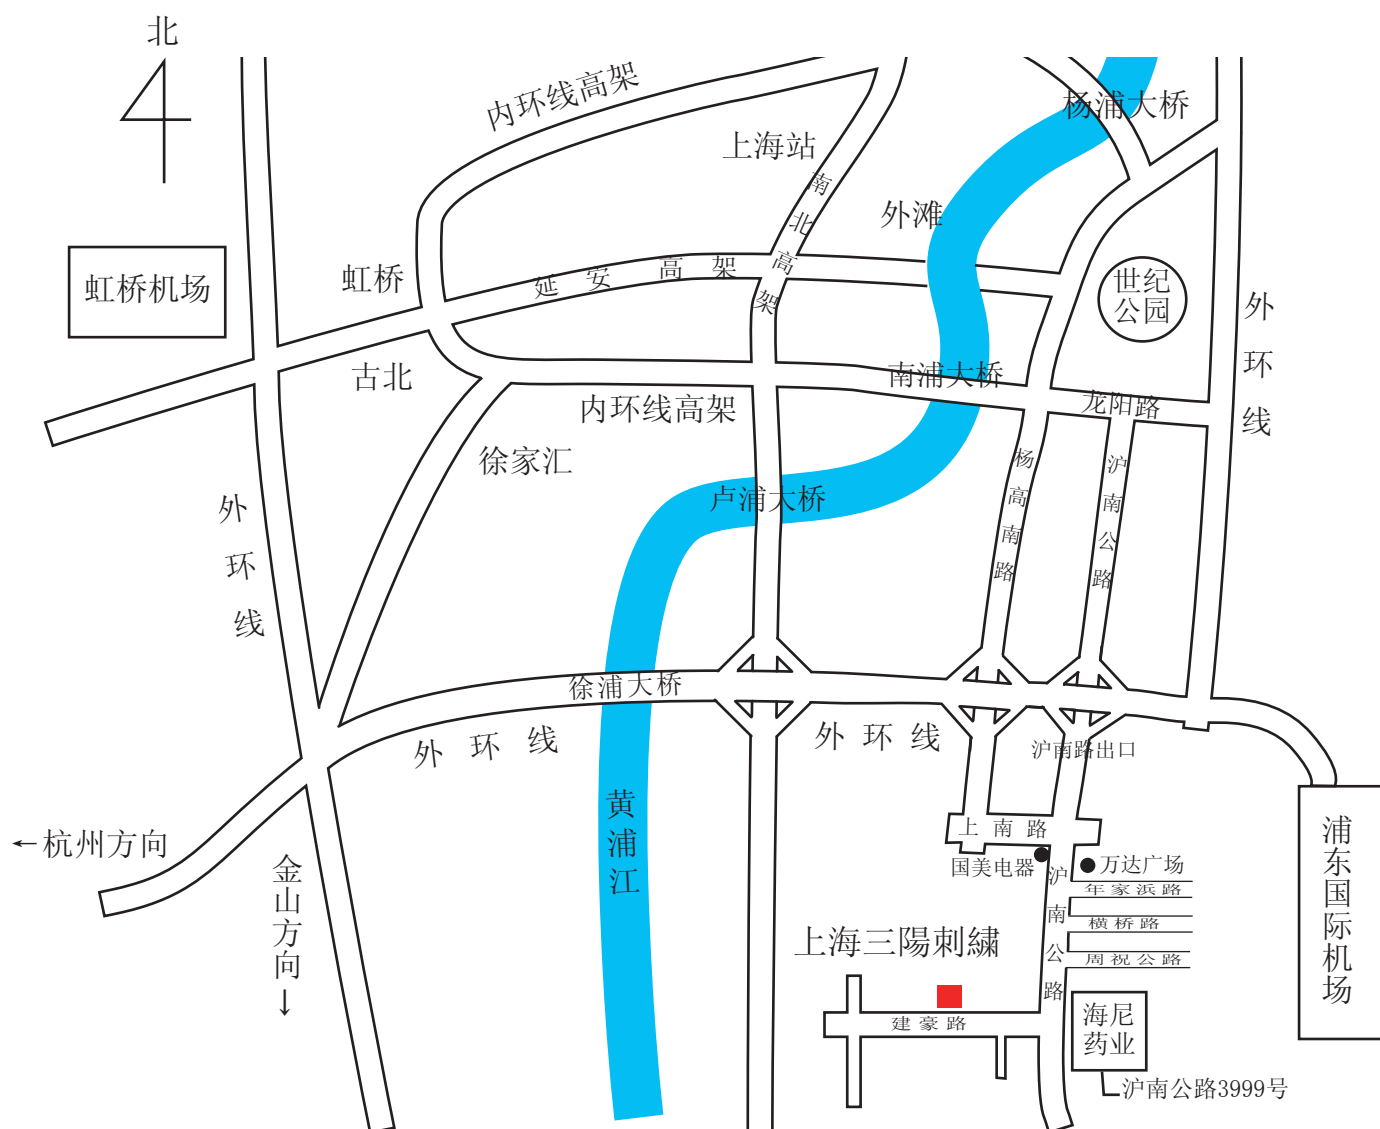 北
内环线高架
杨浦大桥
上海站
南北高架
外滩
虹桥机场
虹桥
延安高架
世纪
公园
外环线
古北
南浦大桥
龙阳路
内环线高架
徐家汇
杨高南路
沪南公路
卢浦大桥
外环线
徐浦大桥
外环线
外环线
沪南路出口
←杭州方向
金山方向↓
黄浦江
上南路
国美电器
万达广场
沪南公路
年家浜路
横桥路
周祝公路
浦东国际机场
上海三陽刺繍
建豪路
海尼
药业
沪南公路3999号